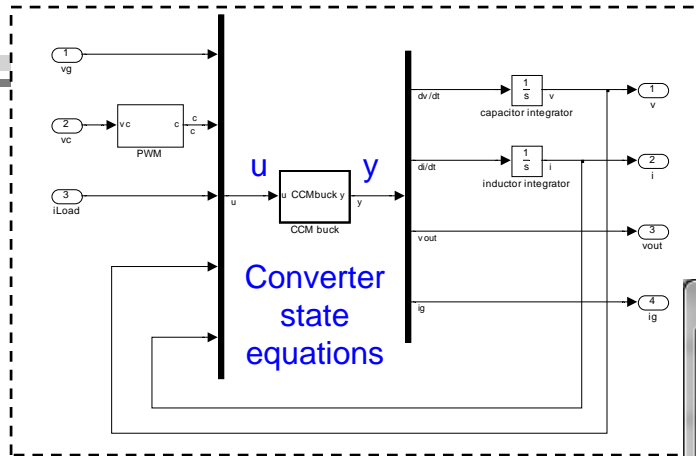 1
vg
2
vc
vc
c
PWM
c
c
3
iLoad
u
u
u
CCMbuck
y
CCM buck
y
y
Converter
state
equations
dv/dt
1
s
v
capacitor integrator
di/dt
1
s
i
inductor integrator
vout
ig
1
v
2
i
3
vout
4
ig